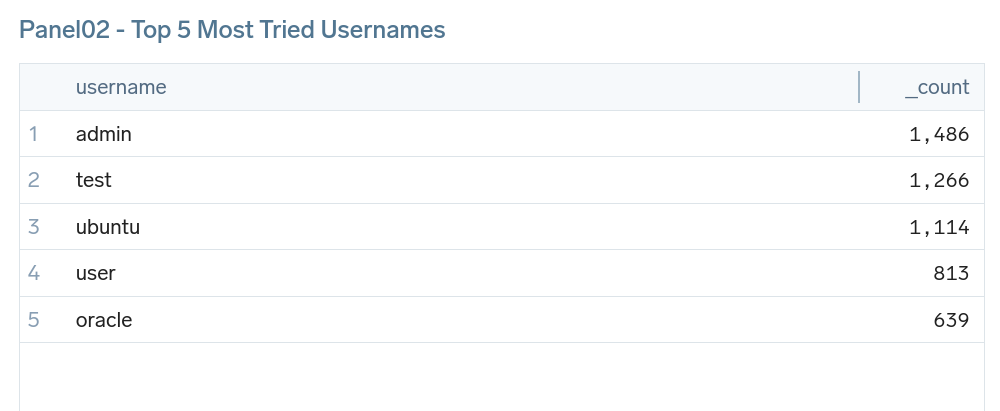 Panel02 - Top 5 Most Tried Usernames
username _count
1 admin 1,486
2 test 1,266
3 ubuntu 1,114
4 user 813
5 oracle 639